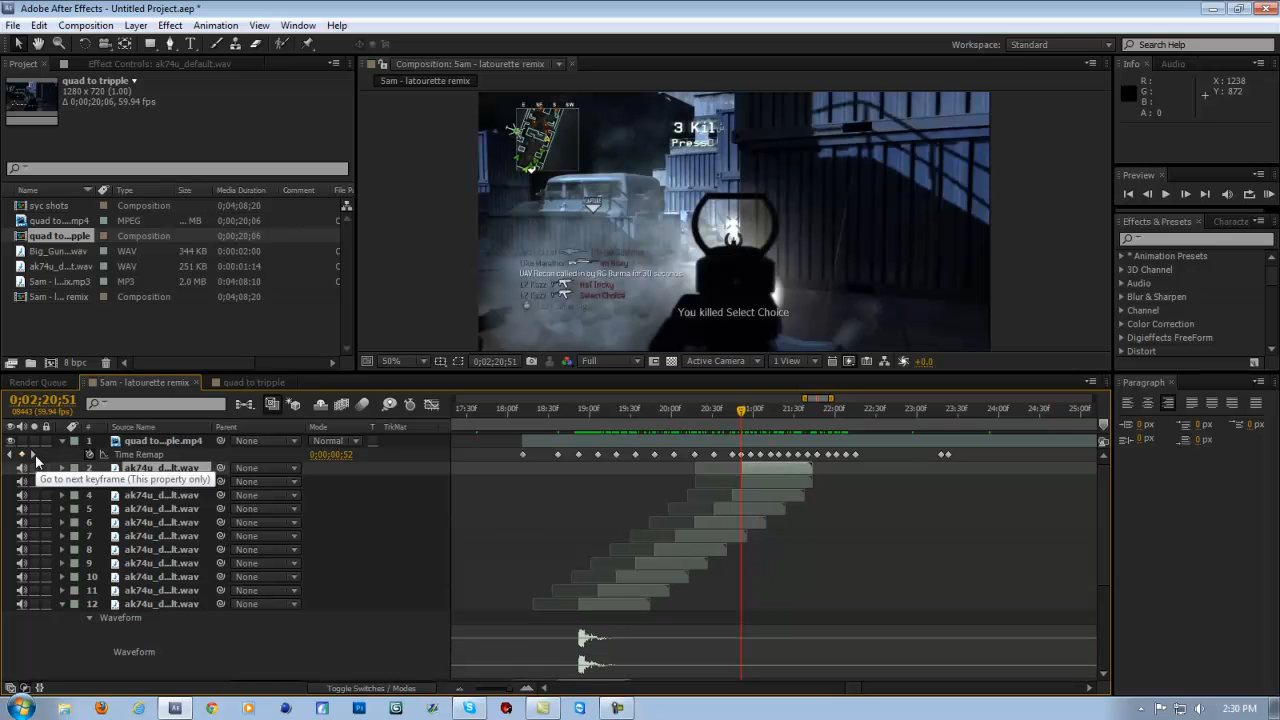 Adobe After Effects - Untitled Project.aep *
File Edit Composition Layer Effect Animation View Window Help
Workspace: Standard Search Help
Project Effect Controls: ak74u_default.wav
Composition: 5am - latourette remix
Info Audio
quad to tripple
1280 x 720 (1.00)
Δ 0;00;20;06, 59.94 fps
5am - latourette remix
R :
G :
B :
A : 0
X : 1238
Y : 872
3 Kil
Press
Name Type Size Media Duration Comment File P
syc shots Composition 0;04;08;20
quad to....mp4 MPEG ... MB 0;00;20;06
quad to...pple Composition 0;00;20;06
Big_Gun...wav WAV 344 KB 0:00:02:00
ak74u_d...lt.wav WAV 251 KB 0:00:01:14
5am - l...ix.mp3 MP3 2.0 MB 0:04:08:18
5am - l... remix Composition 0;04;08;20
UAV Recon called in by RG Burma for 30 seconds
Select Choice
You killed Select Choice
Preview
Effects & Presets Characte
* Animation Presets
3D Channel
Audio
Blur & Sharpen
Channel
Color Correction
Digieffects FreeForm
Distort
8 bpc
50% 0;02;20;51 Full Active Camera 1 View +0.0
Render Queue 5am - latourette remix quad to tripple
Paragraph
0;02;20;51
08443 (59.94 fps)
17:30f 18:00f 18:30f 19:00f 19:30f 20:00f 20:30f 21:00f 21:30f 22:00f 22:30f 23:00f 23:30f 24:00f 24:30f 25:00f
# Source Name Parent Mode T TrkMat
1 quad to...ple.mp4 None Normal
Time Remap 0;00;00;52
2 ak74u_d...lt.wav None
Go to next keyframe (This property only)
4 ak74u_d...lt.wav None
5 ak74u_d...lt.wav None
6 ak74u_d...lt.wav None
7 ak74u_d...lt.wav None
8 ak74u_d...lt.wav None
9 ak74u_d...lt.wav None
10 ak74u_d...lt.wav None
11 ak74u_d...lt.wav None
12 ak74u_d...lt.wav None
Waveform
Waveform
Toggle Switches / Modes
0 px 0 px
0 px 0 px
0 px
2:30 PM